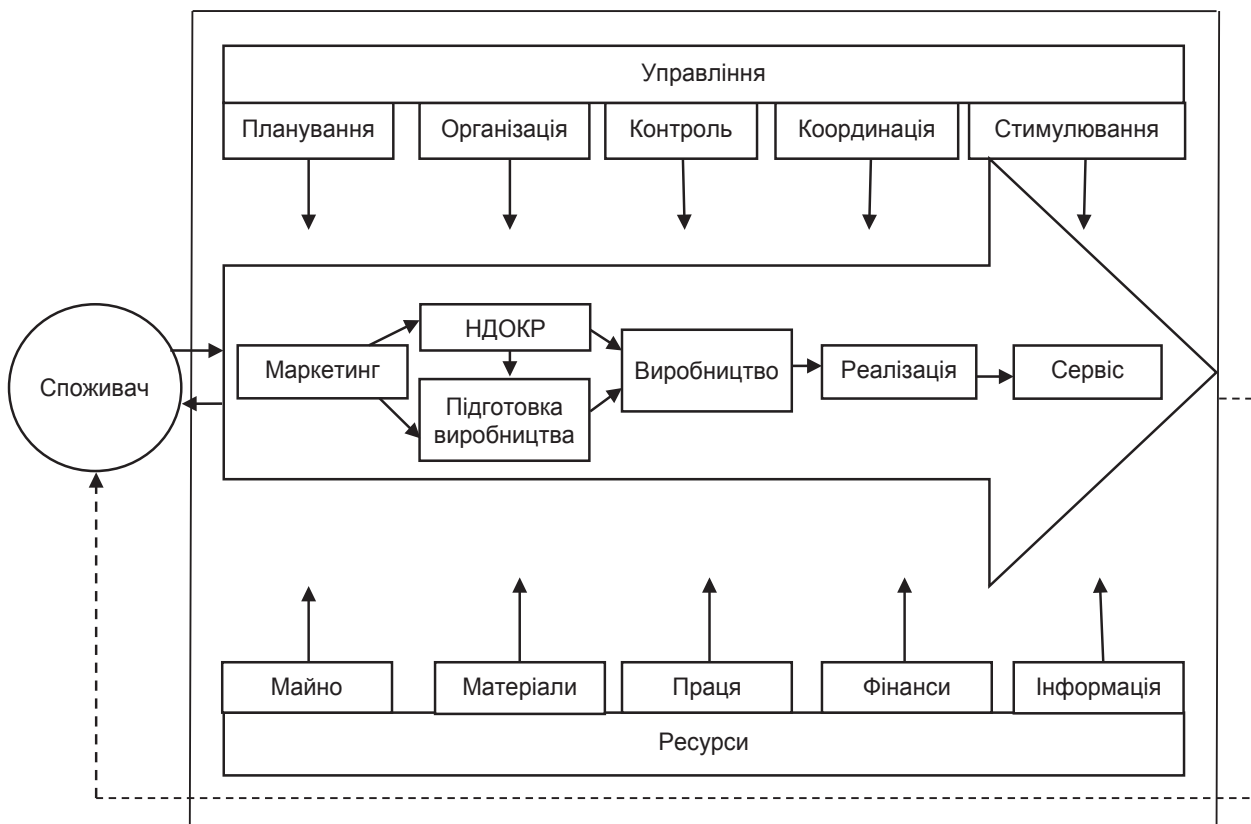 Управління
Планування
Організація
Контроль
Координація
Стимулювання
Споживач
Маркетинг
НДОКР
Підготовка
виробництва
Виробництво
Реалізація
Сервіс
Майно
Матеріали
Праця
Фінанси
Інформація
Ресурси